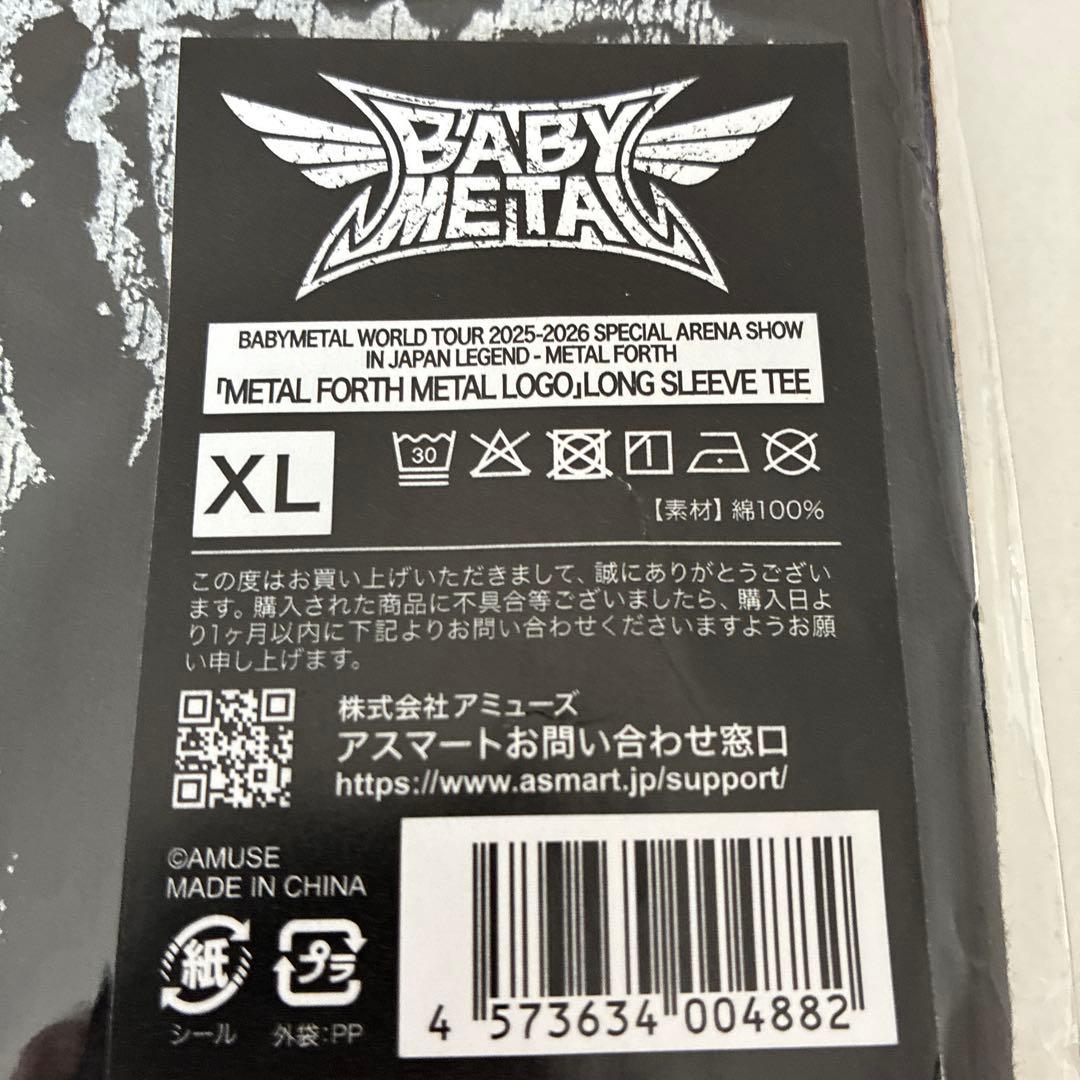 BABY
METAL
BABYMETAL WORLD TOUR 2025-2026 SPECIAL ARENA SHOW
IN JAPAN LEGEND - METAL FORTH
「METAL FORTH METAL LOGO」LONG SLEEVE TEE
XL
30
【素材】綿100%
この度はお買い上げいただきまして、誠にありがとうござい
ます。購入された商品に不具合等ございましたら、購入日よ
り1ヶ月以内に下記よりお問い合わせくださいますようお願
い申し上げます。
株式会社アミューズ
アスマートお問い合わせ窓口
https://www.asmart.jp/support/
©AMUSE
MADE IN CHINA
紙
プラ
シール
外袋:PP
4 573634 004882